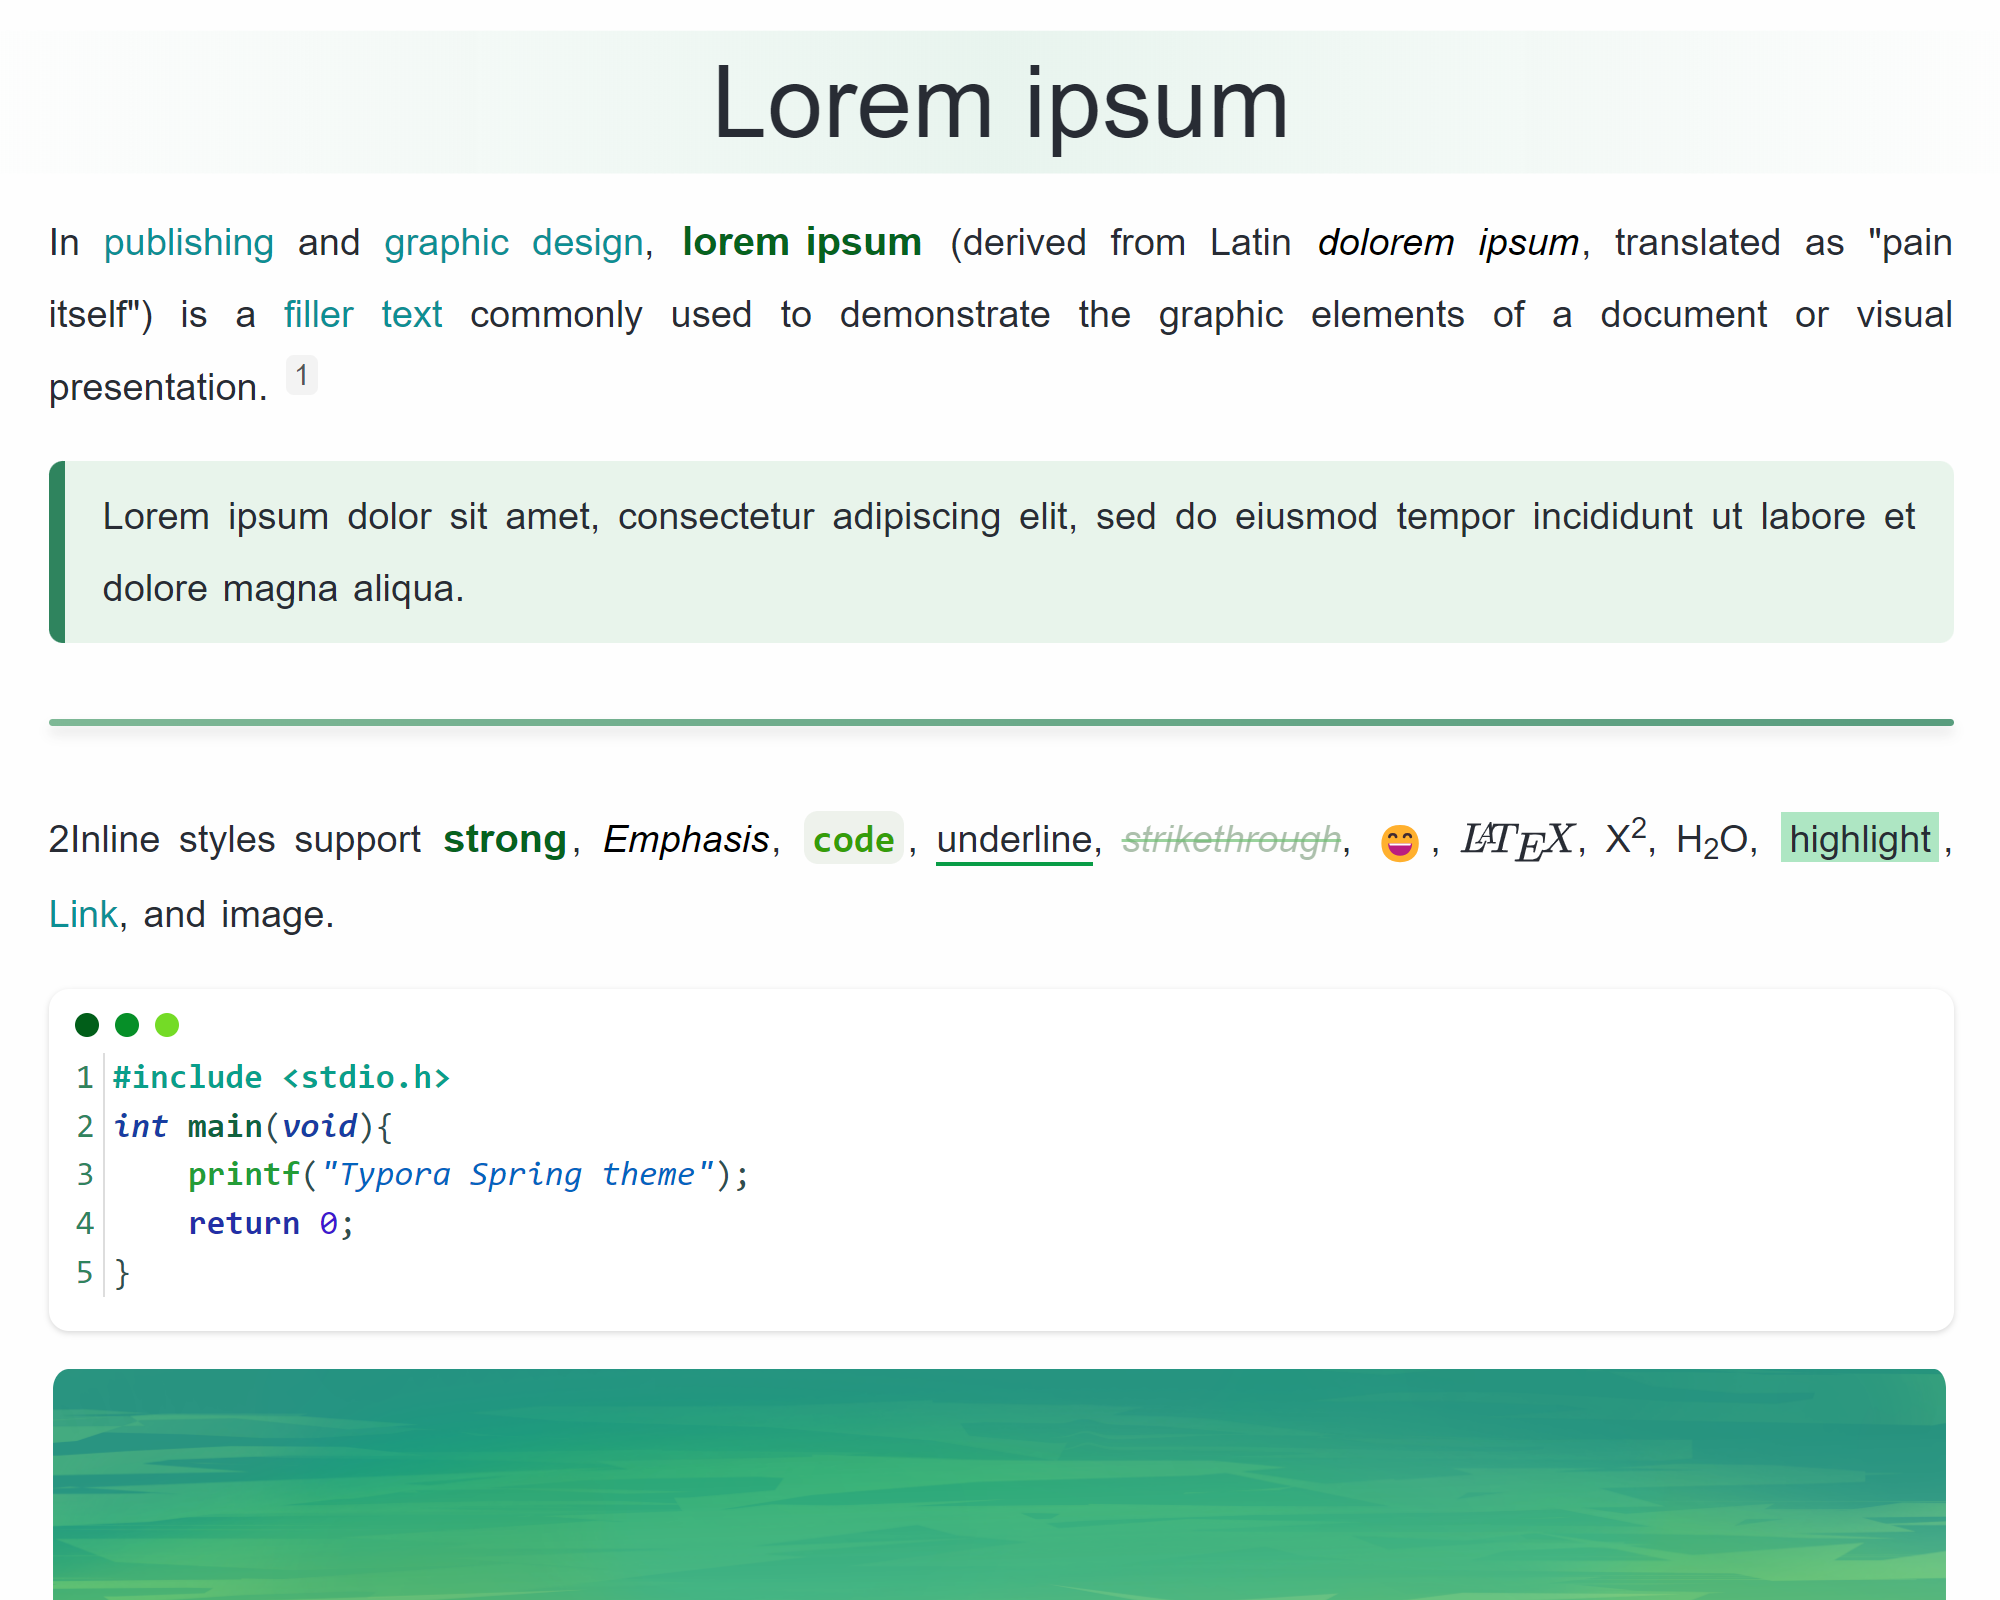 Lorem ipsum
In publishing and graphic design, lorem ipsum (derived from Latin dolorem ipsum, translated as "pain
itself") is a filler text commonly used to demonstrate the graphic elements of a document or visual
presentation. 1
Lorem ipsum dolor sit amet, consectetur adipiscing elit, sed do eiusmod tempor incididunt ut labore et
dolore magna aliqua.
2Inline styles support strong, Emphasis, code, underline, strikethrough, 😄, LATEX, X², H₂O, highlight,
Link, and image.
1 #include <stdio.h>
2 int main(void){
3     printf("Typora Spring theme");
4     return 0;
5 }